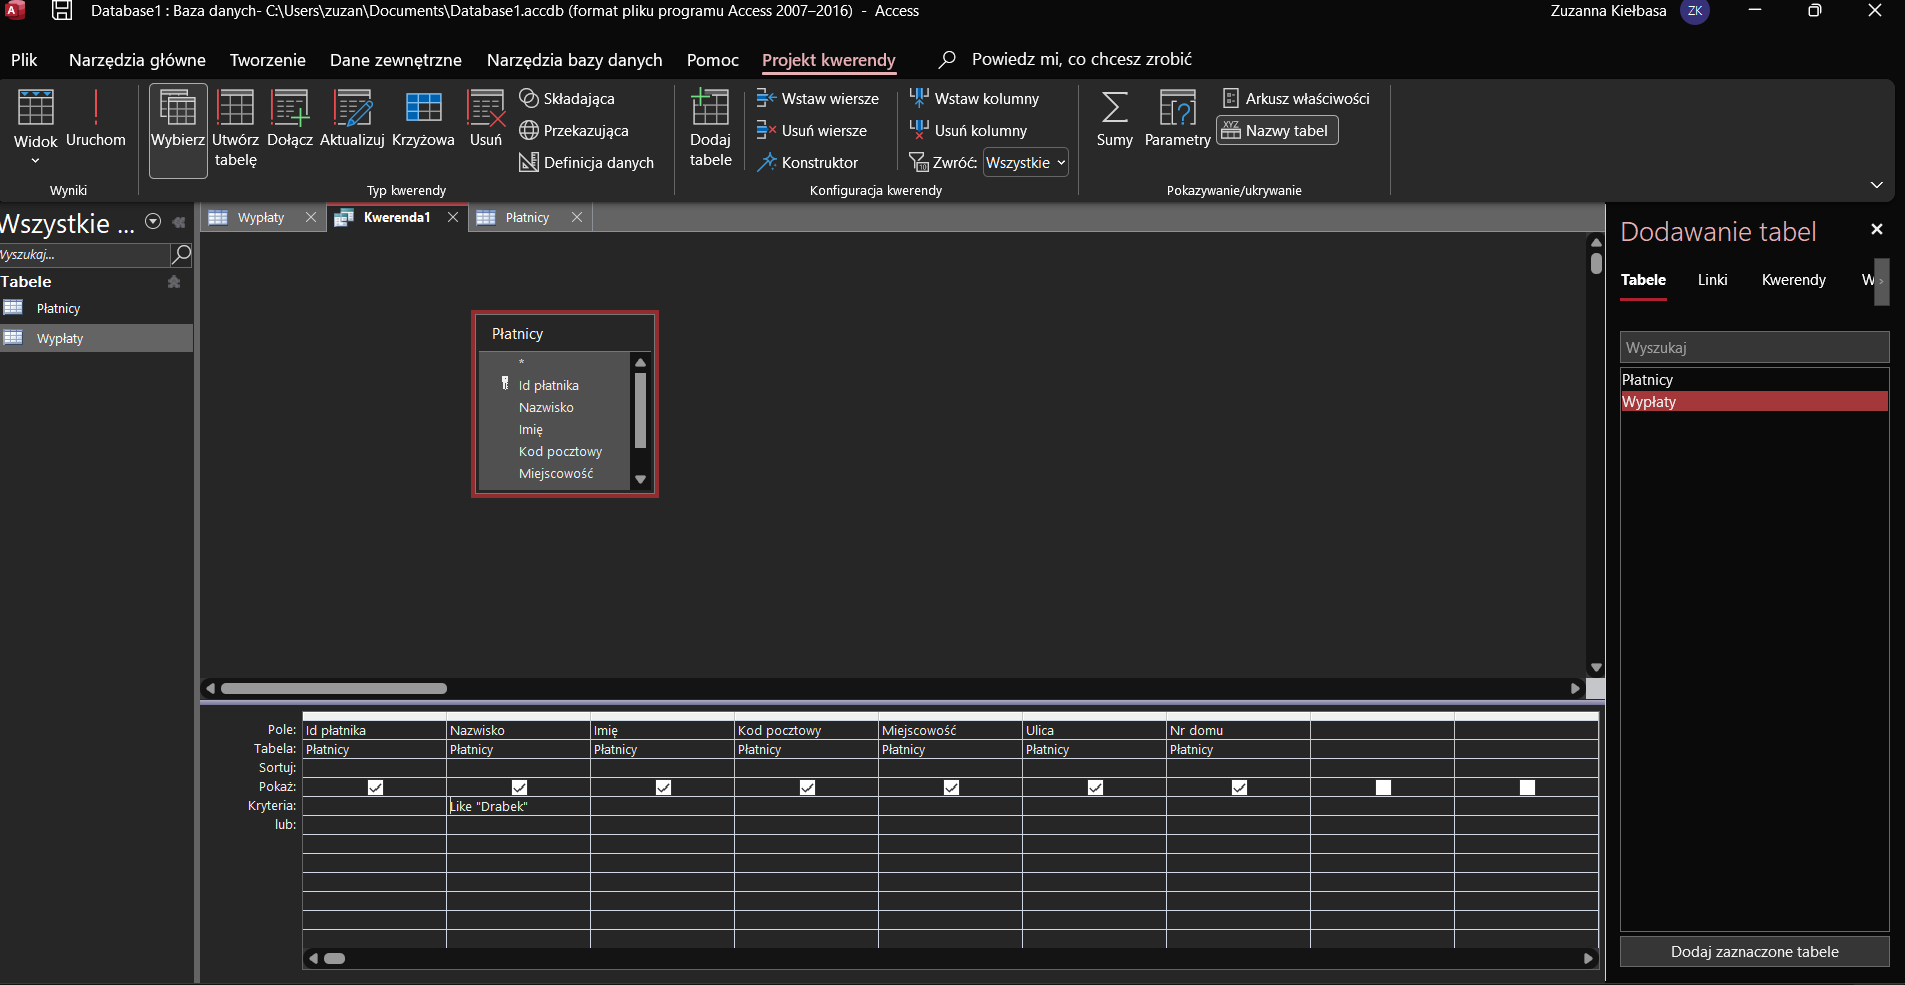 Database1 : Baza danych- C:\Users\zuzan\Documents\Database1.accdb (format pliku programu Access 2007–2016) - Access
Zuzanna Kiełbasa
ZK
Plik
Narzędzia główne
Tworzenie
Dane zewnętrzne
Narzędzia bazy danych
Pomoc
Projekt kwerendy
Powiedz mi, co chcesz zrobić
Widok
Uruchom
Wyniki
Wybierz
Utwórz tabelę
Dołącz
Aktualizuj
Krzyżowa
Usuń
Składająca
Przekazująca
Definicja danych
Typ kwerendy
Dodaj tabele
Wstaw wiersze
Usuń wiersze
Konstruktor
Wstaw kolumny
Usuń kolumny
Zwróć: Wszystkie
Konfiguracja kwerendy
Sumy
Parametry
Arkusz właściwości
Nazwy tabel
Pokazywanie/ukrywanie
Wszystkie ...
Wyszukaj...
Tabele
Płatnicy
Wypłaty
Wypłaty
Kwerenda1
Płatnicy
Płatnicy
*
Id płatnika
Nazwisko
Imię
Kod pocztowy
Miejscowość
Pole: Id płatnika Nazwisko Imię Kod pocztowy Miejscowość Ulica Nr domu
Tabela: Płatnicy Płatnicy Płatnicy Płatnicy Płatnicy Płatnicy Płatnicy
Sortuj:
Pokaż:
Kryteria: Like "Drabek"
lub:
Dodawanie tabel
Tabele
Linki
Kwerendy
W
Wyszukaj
Płatnicy
Wypłaty
Dodaj zaznaczone tabele